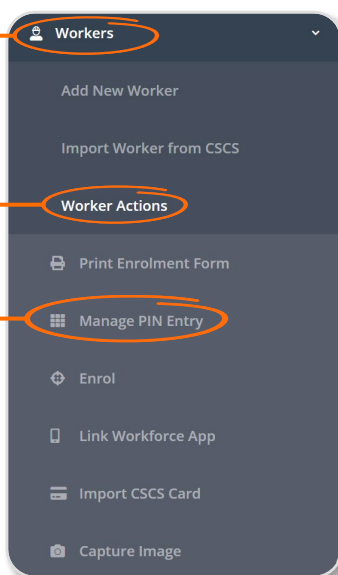 Workers
Add New Worker
Import Worker from CSCS
Worker Actions
Print Enrolment Form
Manage PIN Entry
Enrol
Link Workforce App
Import CSCS Card
Capture Image